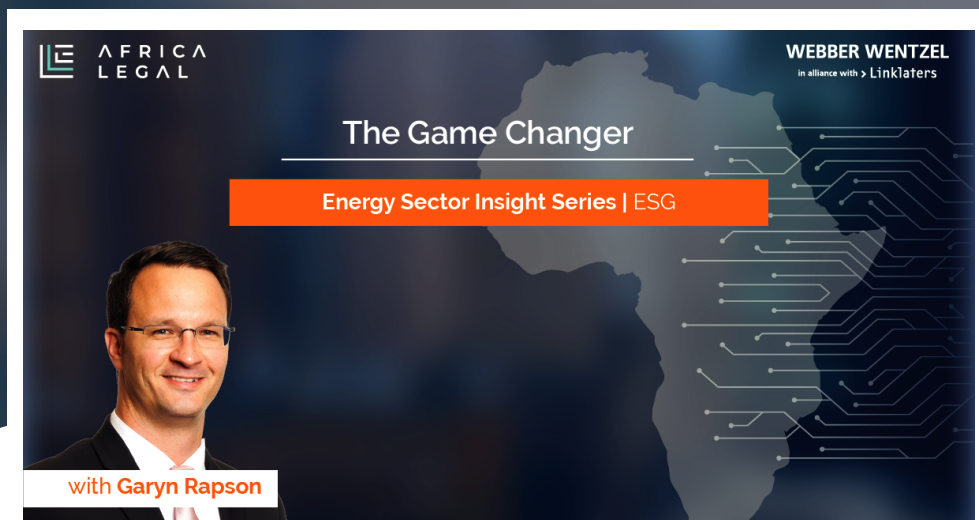 AFRICA
LEGAL
WEBBER WENTZEL
in alliance with > Linklaters
The Game Changer
Energy Sector Insight Series | ESG
with Garyn Rapson